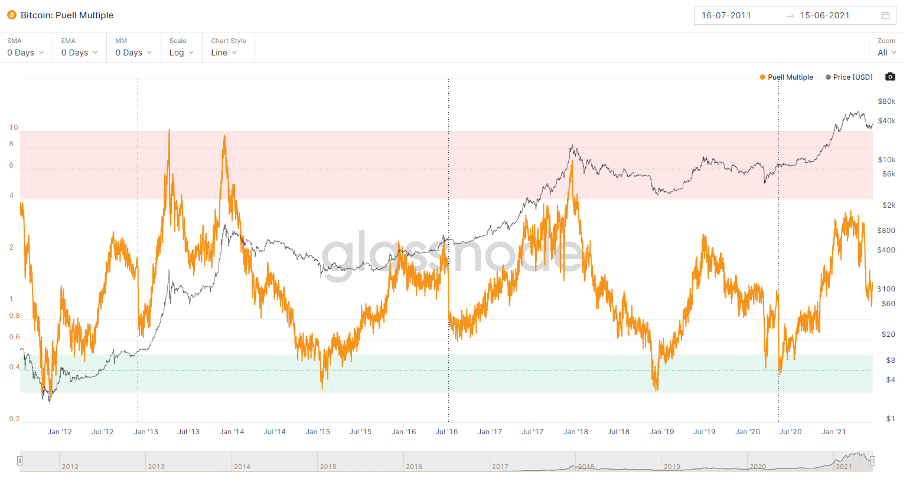 Bitcoin: Puell Multiple
16-07-2011 → 15-06-2021
SMA EMA MM Scale Chart Style Zoom
0 Days 0 Days 0 Days Log Line All
Puell Multiple Price [USD]
10
8
6
4
2
1
0.8
0.6
0.4
0.2
$80k
$40k
$10k
$6k
$2k
$800
$400
$100
$60
$20
$8
$4
$1
glassnode
Jan '12 Jul '12 Jan '13 Jul '13 Jan '14 Jul '14 Jan '15 Jul '15 Jan '16 Jul '16 Jan '17 Jul '17 Jan '18 Jul '18 Jan '19 Jul '19 Jan '20 Jul '20 Jan '21
2012 2013 2014 2015 2016 2017 2018 2019 2020 2021